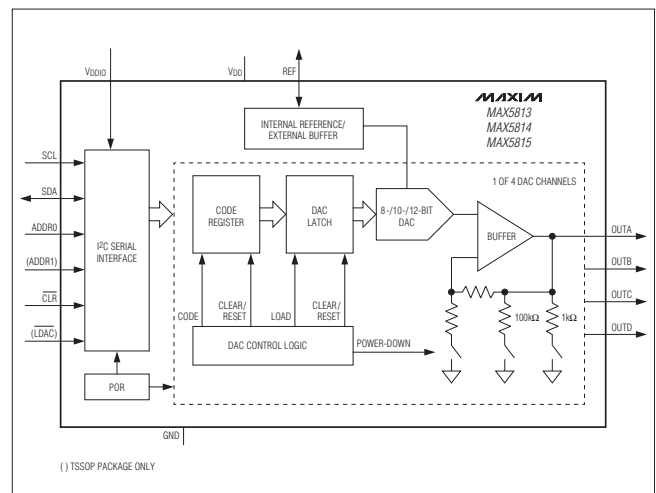 VDDIO
VDD
REF
MAXIM
MAX5813
MAX5814
MAX5815
INTERNAL REFERENCE/
EXTERNAL BUFFER
1 OF 4 DAC CHANNELS
SCL
SDA
ADDR0
(ADDR1)
CLR
(LDAC)
I2C SERIAL
INTERFACE
CODE
REGISTER
DAC
LATCH
8-/10-/12-BIT
DAC
BUFFER
OUTA
OUTB
OUTC
OUTD
CODE
CLEAR/
RESET
LOAD
CLEAR/
RESET
100kΩ
1kΩ
DAC CONTROL LOGIC
POWER-DOWN
POR
GND
( ) TSSOP PACKAGE ONLY